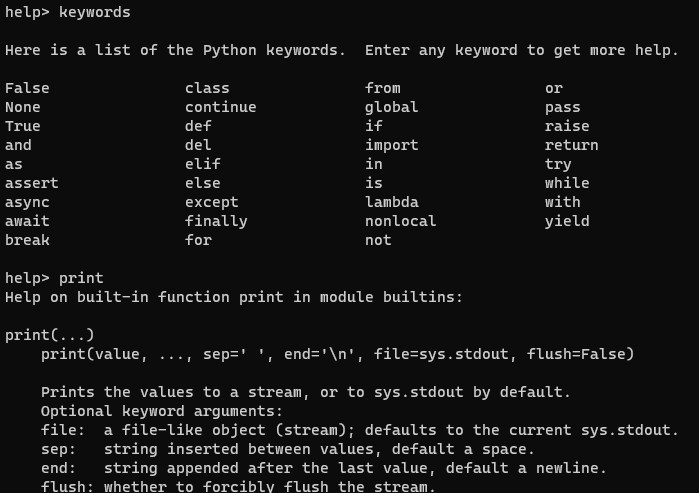 help> keywords
Here is a list of the Python keywords.  Enter any keyword to get more help.
False               class               from                or
None                continue            global              pass
True                def                 if                  raise
and                 del                 import              return
as                  elif                in                  try
assert              else                is                  while
async               except              lambda              with
await               finally             nonlocal            yield
break               for                 not
help> print
Help on built-in function print in module builtins:
print(...)
    print(value, ..., sep=' ', end='\n', file=sys.stdout, flush=False)
    Prints the values to a stream, or to sys.stdout by default.
    Optional keyword arguments:
    file:  a file-like object (stream); defaults to the current sys.stdout.
    sep:   string inserted between values, default a space.
    end:   string appended after the last value, default a newline.
    flush: whether to forcibly flush the stream.